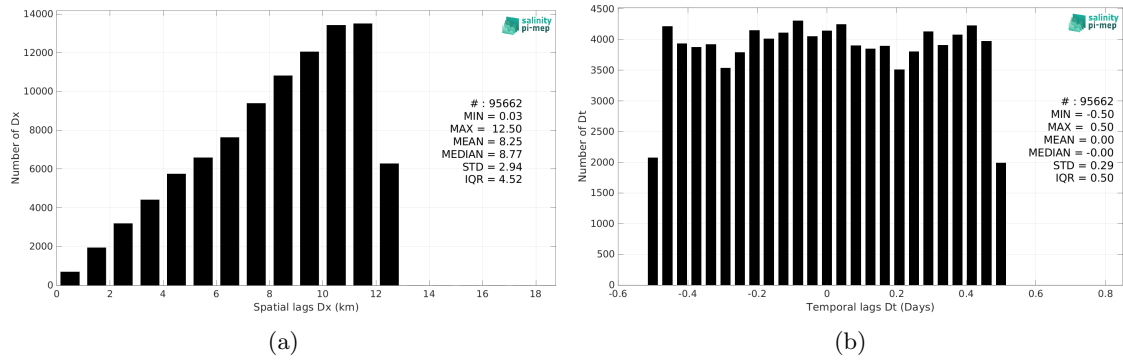 14000
12000
10000
8000
6000
4000
2000
0
Number of Dx
salinity
pi-mep
# : 95662
MIN = 0.03
MAX = 12.50
MEAN = 8.25
MEDIAN = 8.77
STD = 2.94
IQR = 4.52
0 2 4 6 8 10 12 14 16 18
Spatial lags Dx (km)
(a)
4500
4000
3500
3000
2500
2000
1500
1000
500
0
Number of Dt
salinity
pi-mep
# : 95662
MIN = -0.50
MAX = 0.50
MEAN = 0.00
MEDIAN = -0.00
STD = 0.29
IQR = 0.50
-0.6 -0.4 -0.2 0 0.2 0.4 0.6 0.8
Temporal lags Dt (Days)
(b)